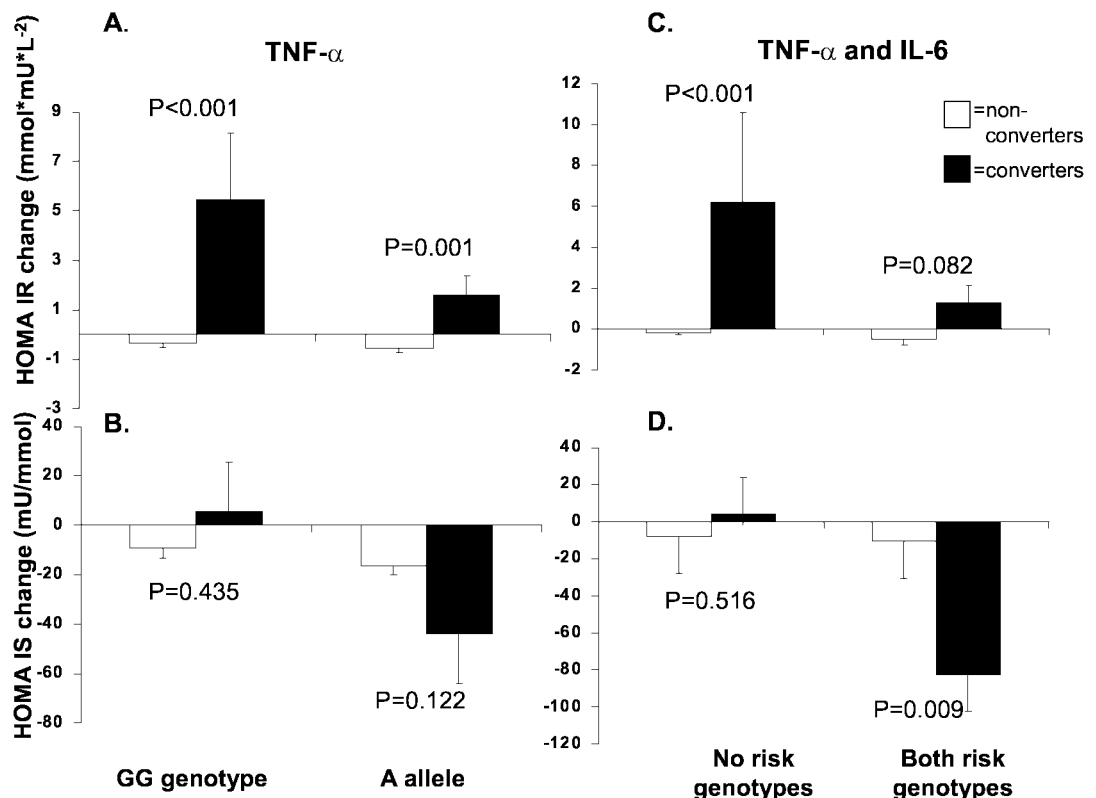 A.
TNF-α
HOMA IR change (mmol*mU*L-2)
9
7
5
3
1
-1
-3
P<0.001
P=0.001
C.
TNF-α and IL-6
12
10
8
6
4
2
0
-2
P<0.001
P=0.082
=non-
converters
=converters
B.
HOMA IS change (mU/mmol)
40
20
0
-20
-40
-60
-80
P=0.435
P=0.122
GG genotype
A allele
D.
40
20
0
-20
-40
-60
-80
-100
-120
P=0.516
P=0.009
No risk
genotypes
Both risk
genotypes